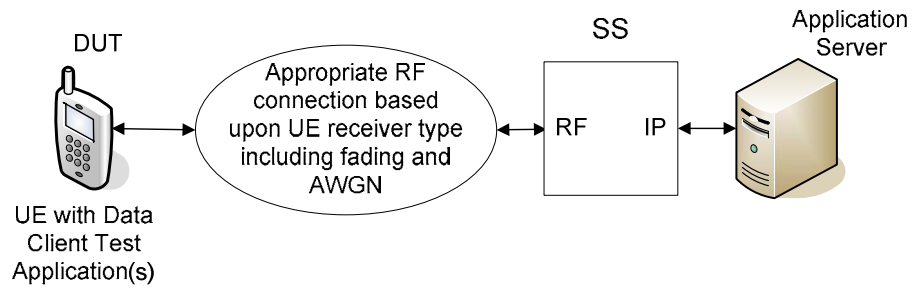 DUT
UE with Data
Client Test
Application(s)
Appropriate RF
connection based
upon UE receiver type
including fading and
AWGN
SS
RF
IP
Application
Server